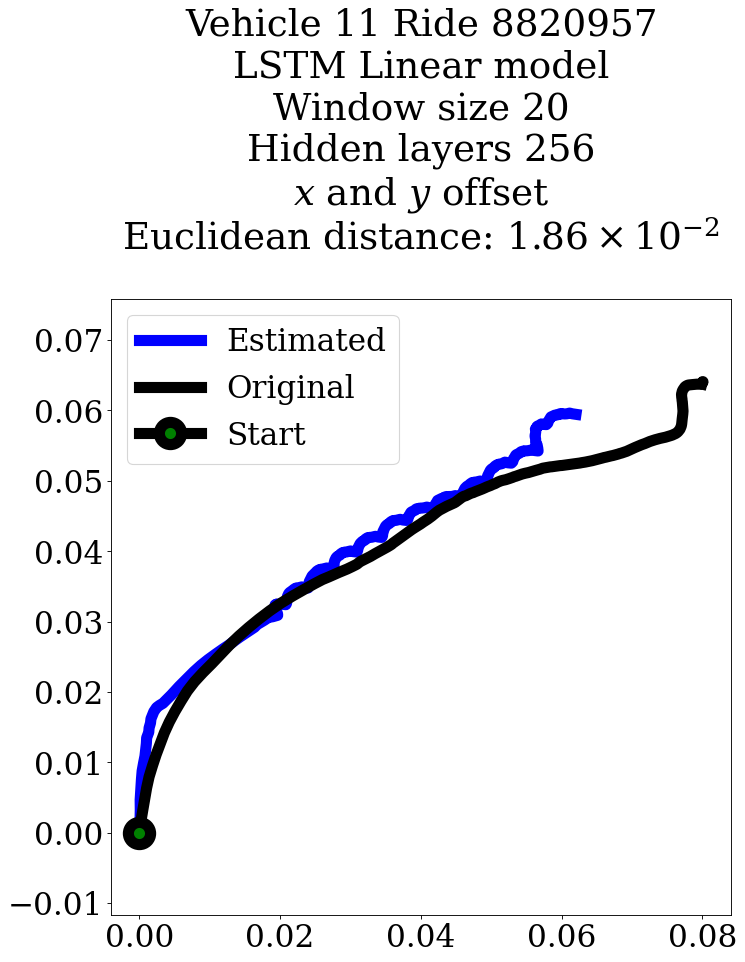 Vehicle 11 Ride 8820957
LSTM Linear model
Window size 20
Hidden layers 256
x and y offset
Euclidean distance: 1.86 × 10⁻²
Estimated
Original
Start
0.07
0.06
0.05
0.04
0.03
0.02
0.01
0.00
−0.01
0.00 0.02 0.04 0.06 0.08